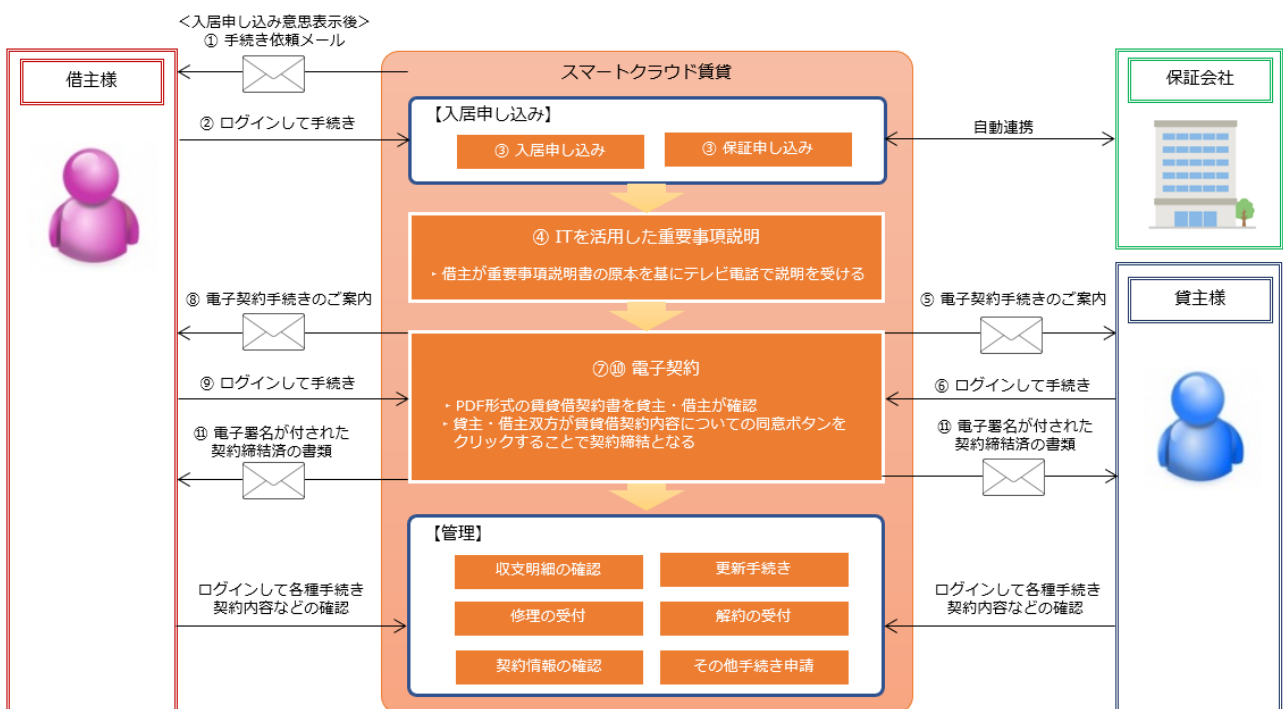 <入居申し込み意思表示後>
① 手続き依頼メール
借主様
スマートクラウド賃貸
保証会社
② ログインして手続き
【入居申し込み】
③ 入居申し込み
③ 保証申し込み
自動連携
④ ITを活用した重要事項説明
‣ 借主が重要事項説明書の原本を基にテレビ電話で説明を受ける
⑧ 電子契約手続きのご案内
⑤ 電子契約手続きのご案内
貸主様
⑦⑩ 電子契約
‣ PDF形式の賃貸借契約書を貸主・借主が確認
‣ 貸主・借主双方が賃貸借契約内容についての同意ボタンを
クリックすることで契約締結となる
⑨ ログインして手続き
⑥ ログインして手続き
⑪ 電子署名が付された
契約締結済の書類
⑪ 電子署名が付された
契約締結済の書類
【管理】
収支明細の確認
更新手続き
修理の受付
解約の受付
契約情報の確認
その他手続き申請
ログインして各種手続き
契約内容などの確認
ログインして各種手続き
契約内容などの確認